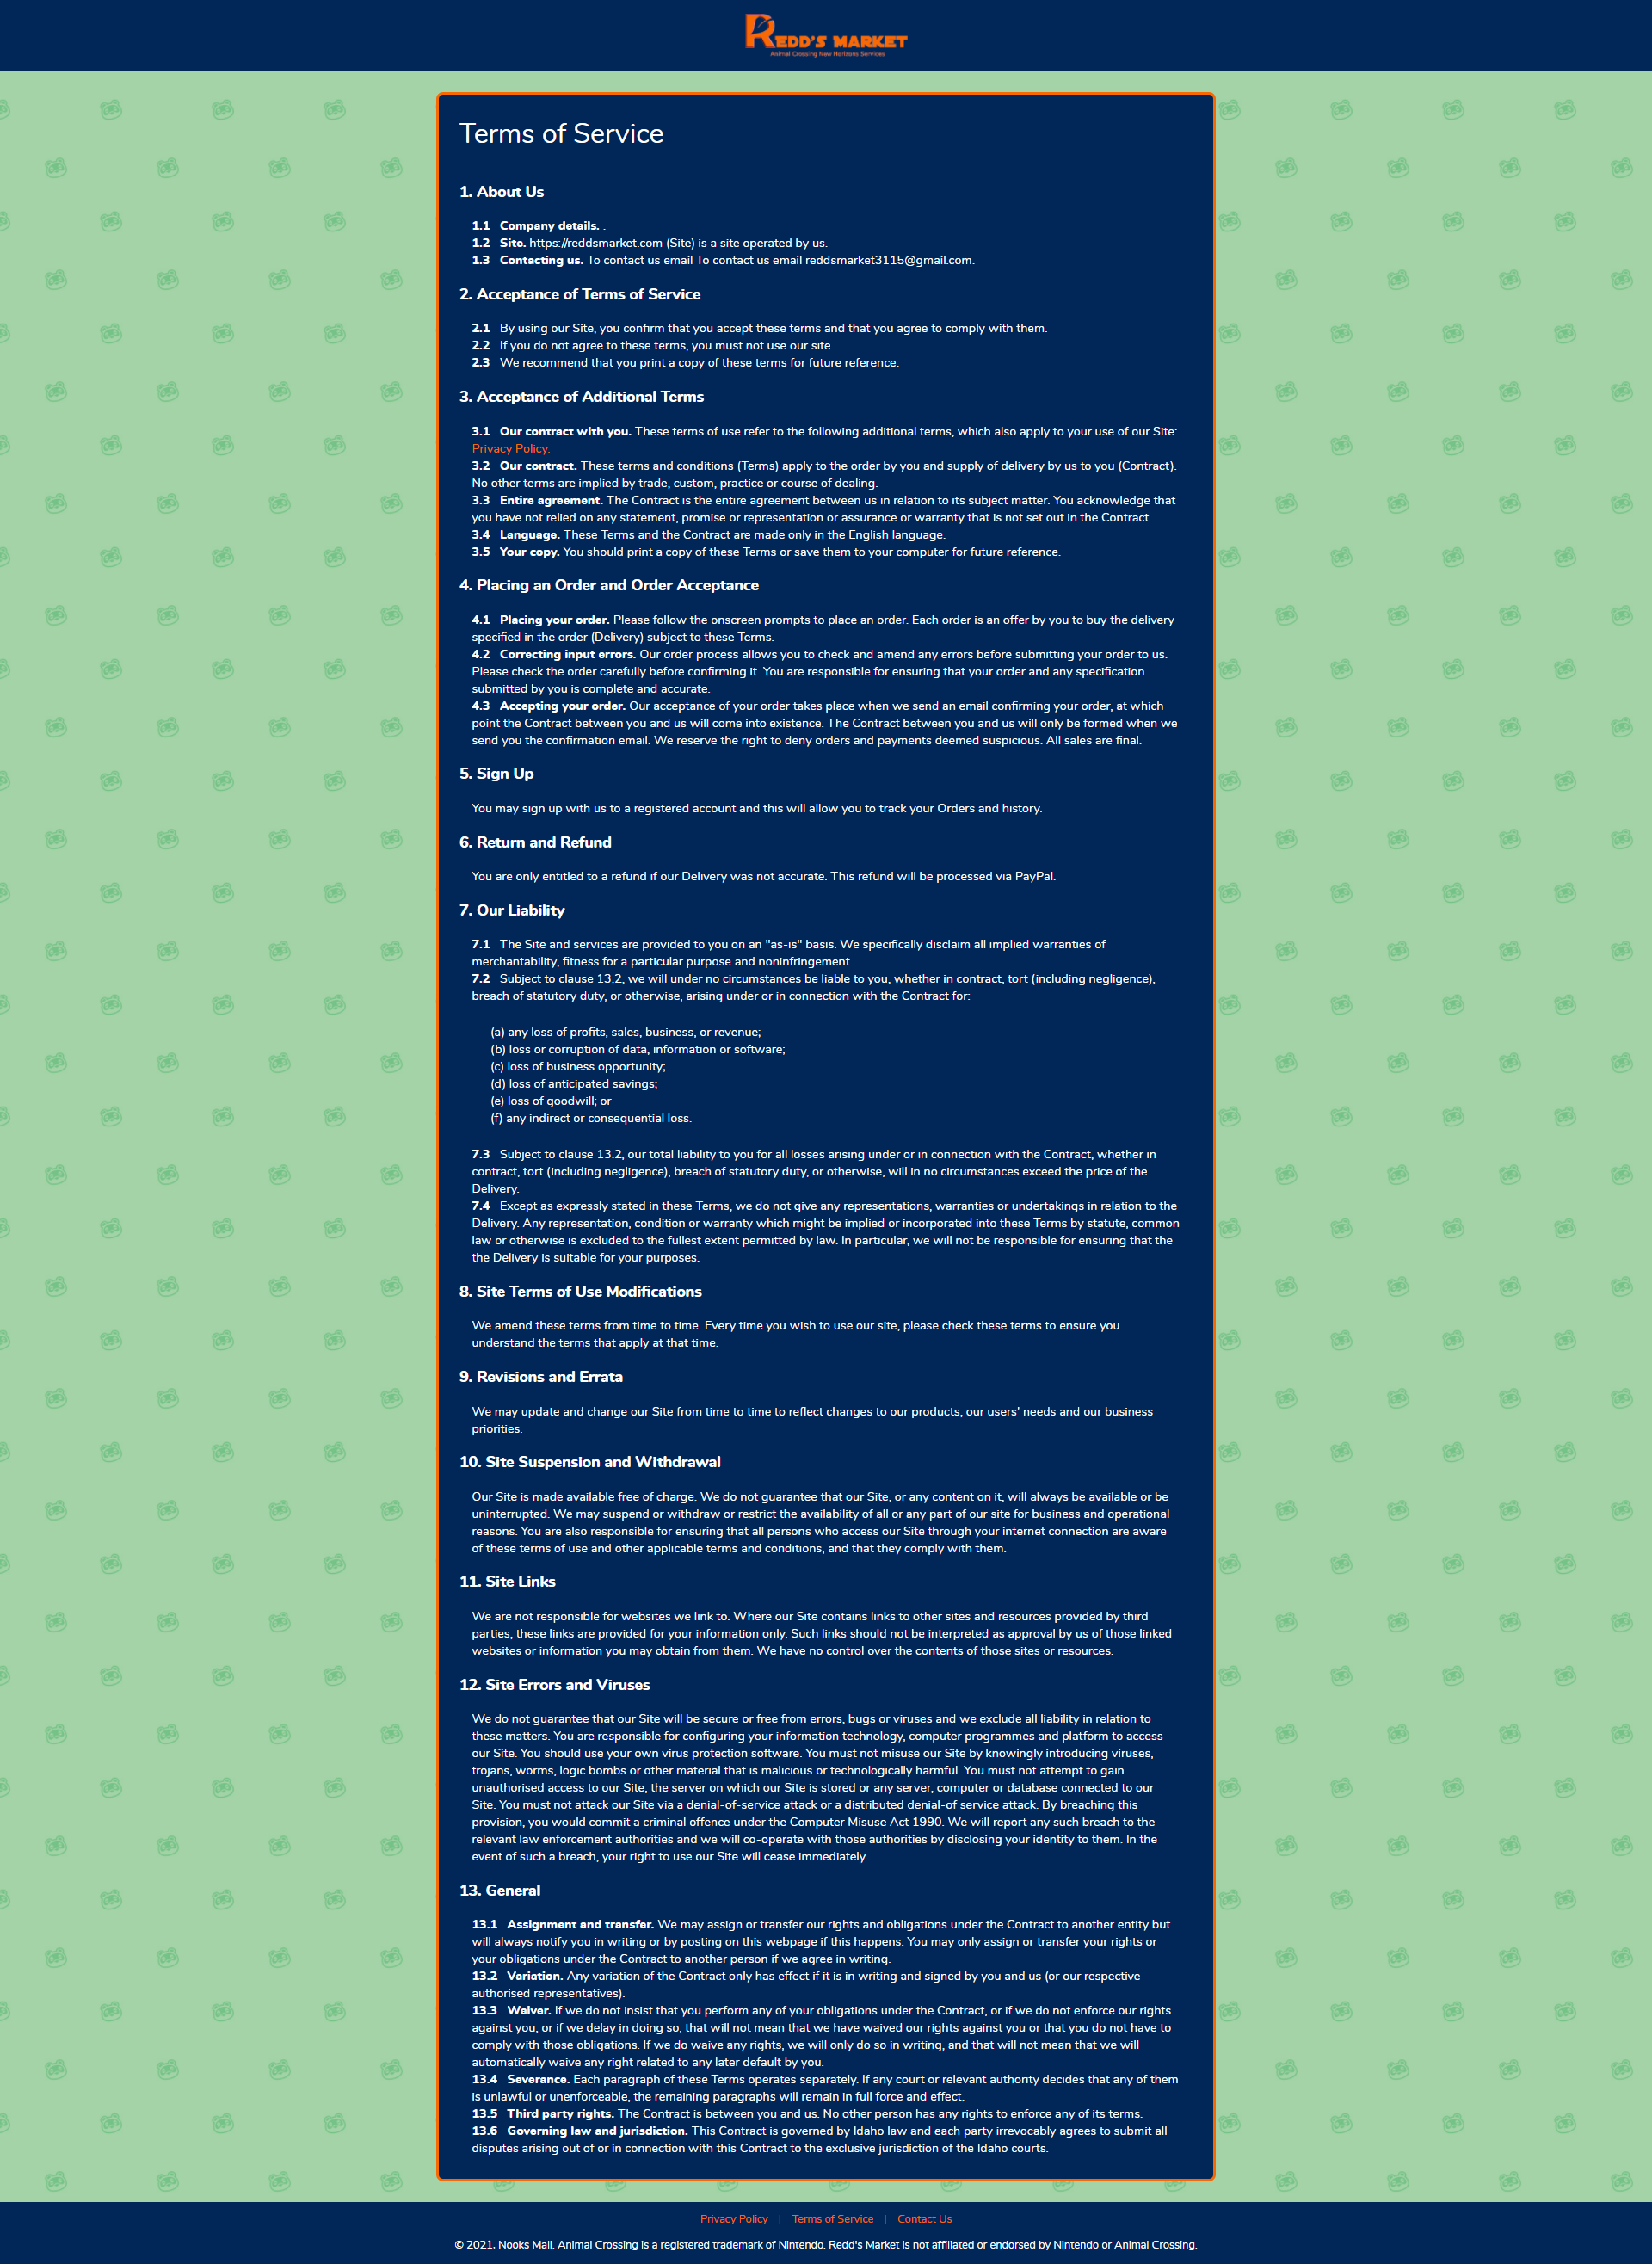 REDD'S MARKET
Animal Crossing New Horizons Services
Terms of Service
1. About Us
1.1 Company details. .
1.2 Site. https://reddsmarket.com (Site) is a site operated by us.
1.3 Contacting us. To contact us email To contact us email reddsmarket3115@gmail.com.
2. Acceptance of Terms of Service
2.1 By using our Site, you confirm that you accept these terms and that you agree to comply with them.
2.2 If you do not agree to these terms, you must not use our site.
2.3 We recommend that you print a copy of these terms for future reference.
3. Acceptance of Additional Terms
3.1 Our contract with you. These terms of use refer to the following additional terms, which also apply to your use of our Site:
Privacy Policy.
3.2 Our contract. These terms and conditions (Terms) apply to the order by you and supply of delivery by us to you (Contract).
No other terms are implied by trade, custom, practice or course of dealing.
3.3 Entire agreement. The Contract is the entire agreement between us in relation to its subject matter. You acknowledge that
you have not relied on any statement, promise or representation or assurance or warranty that is not set out in the Contract.
3.4 Language. These Terms and the Contract are made only in the English language.
3.5 Your copy. You should print a copy of these Terms or save them to your computer for future reference.
4. Placing an Order and Order Acceptance
4.1 Placing your order. Please follow the onscreen prompts to place an order. Each order is an offer by you to buy the delivery
specified in the order (Delivery) subject to these Terms.
4.2 Correcting input errors. Our order process allows you to check and amend any errors before submitting your order to us.
Please check the order carefully before confirming it. You are responsible for ensuring that your order and any specification
submitted by you is complete and accurate.
4.3 Accepting your order. Our acceptance of your order takes place when we send an email confirming your order, at which
point the Contract between you and us will come into existence. The Contract between you and us will only be formed when we
send you the confirmation email. We reserve the right to deny orders and payments deemed suspicious. All sales are final.
5. Sign Up
You may sign up with us to a registered account and this will allow you to track your Orders and history.
6. Return and Refund
You are only entitled to a refund if our Delivery was not accurate. This refund will be processed via PayPal.
7. Our Liability
7.1 The Site and services are provided to you on an "as-is" basis. We specifically disclaim all implied warranties of
merchantability, fitness for a particular purpose and noninfringement.
7.2 Subject to clause 13.2, we will under no circumstances be liable to you, whether in contract, tort (including negligence),
breach of statutory duty, or otherwise, arising under or in connection with the Contract for:
(a) any loss of profits, sales, business, or revenue;
(b) loss or corruption of data, information or software;
(c) loss of business opportunity;
(d) loss of anticipated savings;
(e) loss of goodwill; or
(f) any indirect or consequential loss.
7.3 Subject to clause 13.2, our total liability to you for all losses arising under or in connection with the Contract, whether in
contract, tort (including negligence), breach of statutory duty, or otherwise, will in no circumstances exceed the price of the
Delivery.
7.4 Except as expressly stated in these Terms, we do not give any representations, warranties or undertakings in relation to the
Delivery. Any representation, condition or warranty which might be implied or incorporated into these Terms by statute, common
law or otherwise is excluded to the fullest extent permitted by law. In particular, we will not be responsible for ensuring that the
the Delivery is suitable for your purposes.
8. Site Terms of Use Modifications
We amend these terms from time to time. Every time you wish to use our site, please check these terms to ensure you
understand the terms that apply at that time.
9. Revisions and Errata
We may update and change our Site from time to time to reflect changes to our products, our users' needs and our business
priorities.
10. Site Suspension and Withdrawal
Our Site is made available free of charge. We do not guarantee that our Site, or any content on it, will always be available or be
uninterrupted. We may suspend or withdraw or restrict the availability of all or any part of our site for business and operational
reasons. You are also responsible for ensuring that all persons who access our Site through your internet connection are aware
of these terms of use and other applicable terms and conditions, and that they comply with them.
11. Site Links
We are not responsible for websites we link to. Where our Site contains links to other sites and resources provided by third
parties, these links are provided for your information only. Such links should not be interpreted as approval by us of those linked
websites or information you may obtain from them. We have no control over the contents of those sites or resources.
12. Site Errors and Viruses
We do not guarantee that our Site will be secure or free from errors, bugs or viruses and we exclude all liability in relation to
these matters. You are responsible for configuring your information technology, computer programmes and platform to access
our Site. You should use your own virus protection software. You must not misuse our Site by knowingly introducing viruses,
trojans, worms, logic bombs or other material that is malicious or technologically harmful. You must not attempt to gain
unauthorised access to our Site, the server on which our Site is stored or any server, computer or database connected to our
Site. You must not attack our Site via a denial-of-service attack or a distributed denial-of service attack. By breaching this
provision, you would commit a criminal offence under the Computer Misuse Act 1990. We will report any such breach to the
relevant law enforcement authorities and we will co-operate with those authorities by disclosing your identity to them. In the
event of such a breach, your right to use our Site will cease immediately.
13. General
13.1 Assignment and transfer. We may assign or transfer our rights and obligations under the Contract to another entity but
will always notify you in writing or by posting on this webpage if this happens. You may only assign or transfer your rights or
your obligations under the Contract to another person if we agree in writing.
13.2 Variation. Any variation of the Contract only has effect if it is in writing and signed by you and us (or our respective
authorised representatives).
13.3 Waiver. If we do not insist that you perform any of your obligations under the Contract, or if we do not enforce our rights
against you, or if we delay in doing so, that will not mean that we have waived our rights against you or that you do not have to
comply with those obligations. If we do waive any rights, we will only do so in writing, and that will not mean that we will
automatically waive any right related to any later default by you.
13.4 Severance. Each paragraph of these Terms operates separately. If any court or relevant authority decides that any of them
is unlawful or unenforceable, the remaining paragraphs will remain in full force and effect.
13.5 Third party rights. The Contract is between you and us. No other person has any rights to enforce any of its terms.
13.6 Governing law and jurisdiction. This Contract is governed by Idaho law and each party irrevocably agrees to submit all
disputes arising out of or in connection with this Contract to the exclusive jurisdiction of the Idaho courts.
Privacy Policy | Terms of Service | Contact Us
© 2021, Nooks Mall. Animal Crossing is a registered trademark of Nintendo. Redd's Market is not affiliated or endorsed by Nintendo or Animal Crossing.